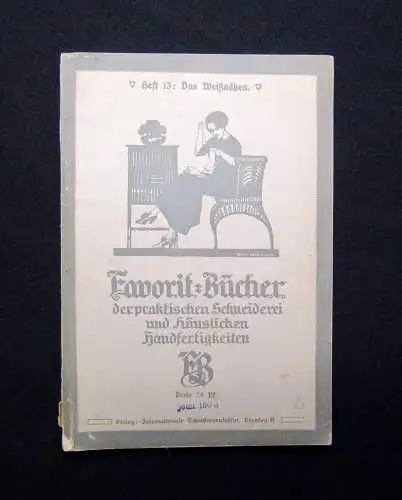 Heft 13: Das Weißnähen.
Favorit-Bücher
der praktischen Schneiderei
und häuslichen
Handfertigkeiten
FB
Verlag: Internationale Schnittmanufaktur, Dresden-N.